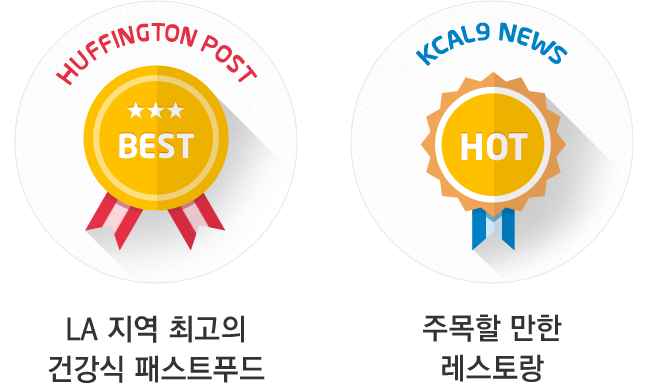 HUFFINGTON POST
BEST
LA 지역 최고의
건강식 패스트푸드
KCAL9 NEWS
HOT
주목할 만한
레스토랑